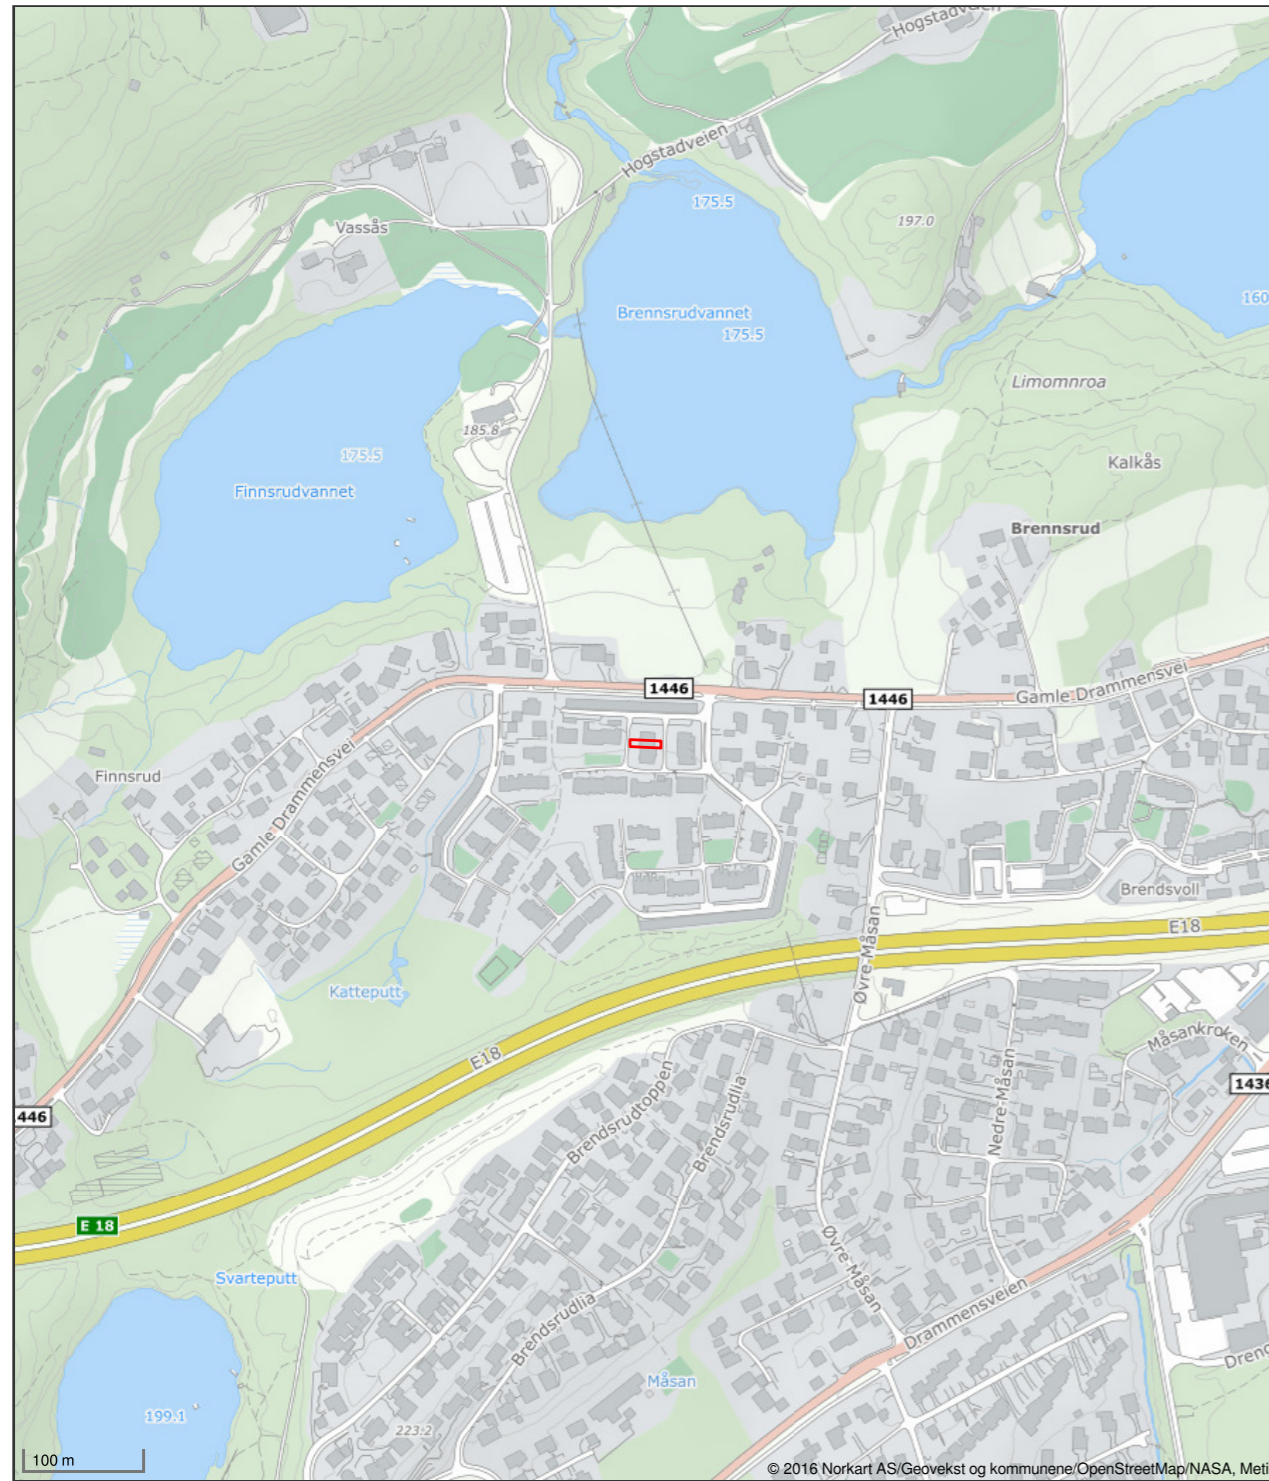 Hogstadveien
Hogstadveien
175.5
197.0
Vassås
160
Brennsrudvannet
175.5
Limomnroa
185.8
175.5
Kalkås
Finnsrudvannet
Brennsrud
1446
1446
Gamle Drammensvei
Finnsrud
Gamle Drammensvei
Brendsvoll
E18
Øvre-Måsan
Katteputt
E18
Måsankroken
Nedre-Måsan
1436
1446
Brendsrudtoppen
Brendsrudlia
E 18
Øvre-Måsan
Svarteputt
Drammensveien
Brendsrudlia
Måsan
199.1
223.2
100 m
© 2016 Norkart AS/Geovekst og kommunene/OpenStreetMap/NASA, Meti